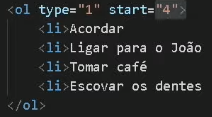 <ol type="1" start="4">
<li>Acordar
<li>Ligar para o João
<li>Tomar café
<li>Escovar os dentes
</ol>